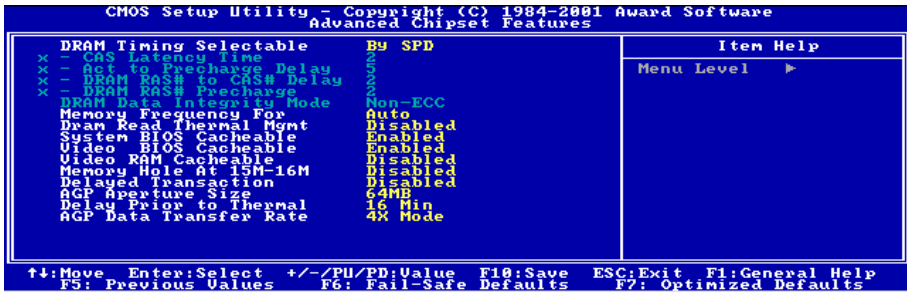 CMOS Setup Utility - Copyright (C) 1984-2001 Award Software
Advanced Chipset Features
DRAM Timing Selectable By SPD
x - CAS Latency Time 2
x - Act to Precharge Delay 5
x - DRAM RAS# to CAS# Delay 2
x - DRAM RAS# Precharge 2
DRAM Data Integrity Mode Non-ECC
Memory Frequency For Auto
Dram Read Thermal Mgmt Disabled
System BIOS Cacheable Enabled
Video BIOS Cacheable Enabled
Video RAM Cacheable Disabled
Memory Hole At 15M-16M Disabled
Delayed Transaction Disabled
AGP Aperture Size 64MB
Delay Prior to Thermal 16 Min
AGP Data Transfer Rate 4X Mode
Item Help
Menu Level ►
↑↓:Move Enter:Select +/-/PU/PD:Value F10:Save ESC:Exit F1:General Help
F5: Previous Values F6: Fail-Safe Defaults F7: Optimized Defaults